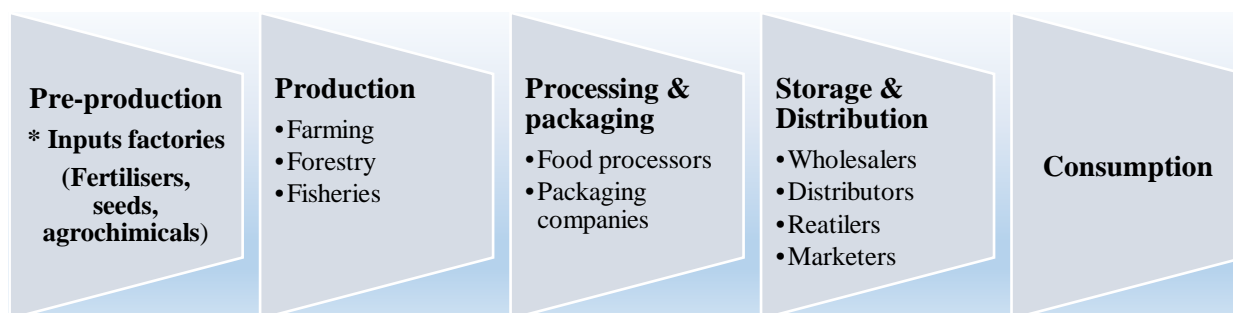 Pre-production
* Inputs factories
(Fertilisers,
seeds,
agrochimicals)
Production
•Farming
•Forestry
•Fisheries
Processing &
packaging
•Food processors
•Packaging
companies
Storage &
Distribution
•Wholesalers
•Distributors
•Reatilers
•Marketers
Consumption